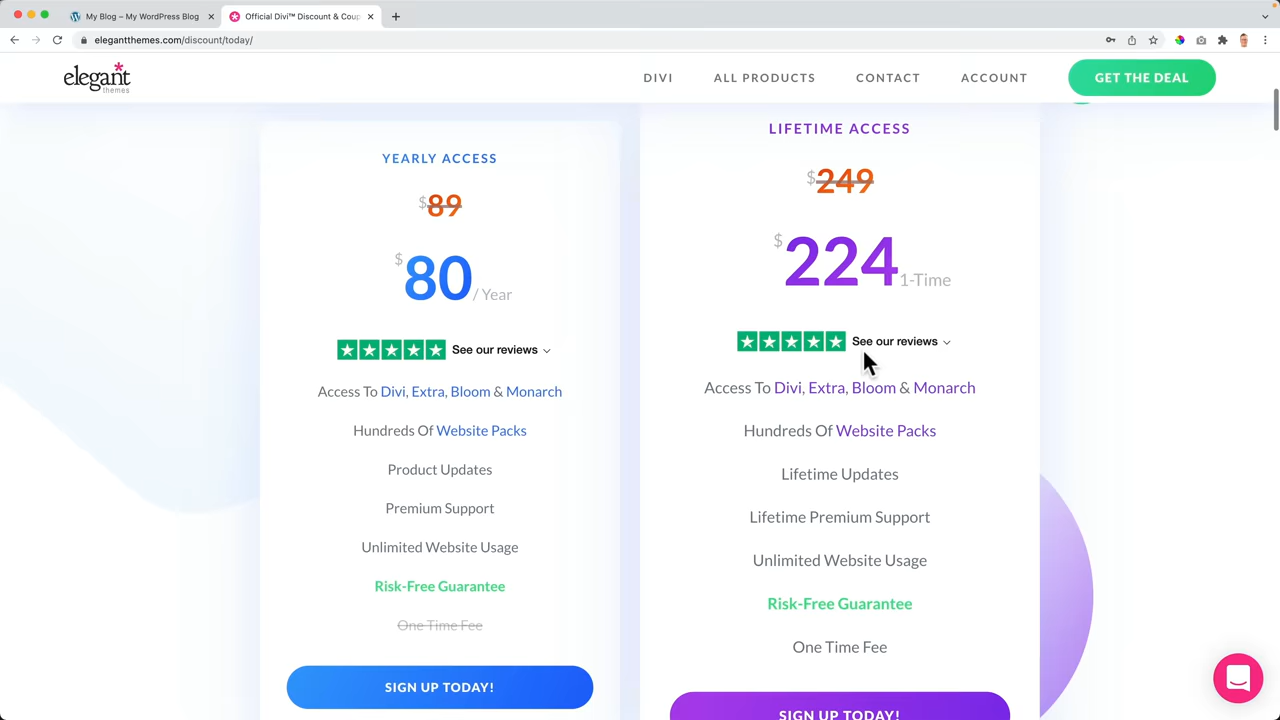 My Blog – My WordPress Blog
Official Divi™ Discount & Coup
elegantthemes.com/discount/today/
elegant
themes
DIVI
ALL PRODUCTS
CONTACT
ACCOUNT
GET THE DEAL
YEARLY ACCESS
$89
$80/ Year
See our reviews
Access To Divi, Extra, Bloom & Monarch
Hundreds Of Website Packs
Product Updates
Premium Support
Unlimited Website Usage
Risk-Free Guarantee
One Time Fee
SIGN UP TODAY!
LIFETIME ACCESS
$249
$224 1-Time
See our reviews
Access To Divi, Extra, Bloom & Monarch
Hundreds Of Website Packs
Lifetime Updates
Lifetime Premium Support
Unlimited Website Usage
Risk-Free Guarantee
One Time Fee
SIGN UP TODAY!